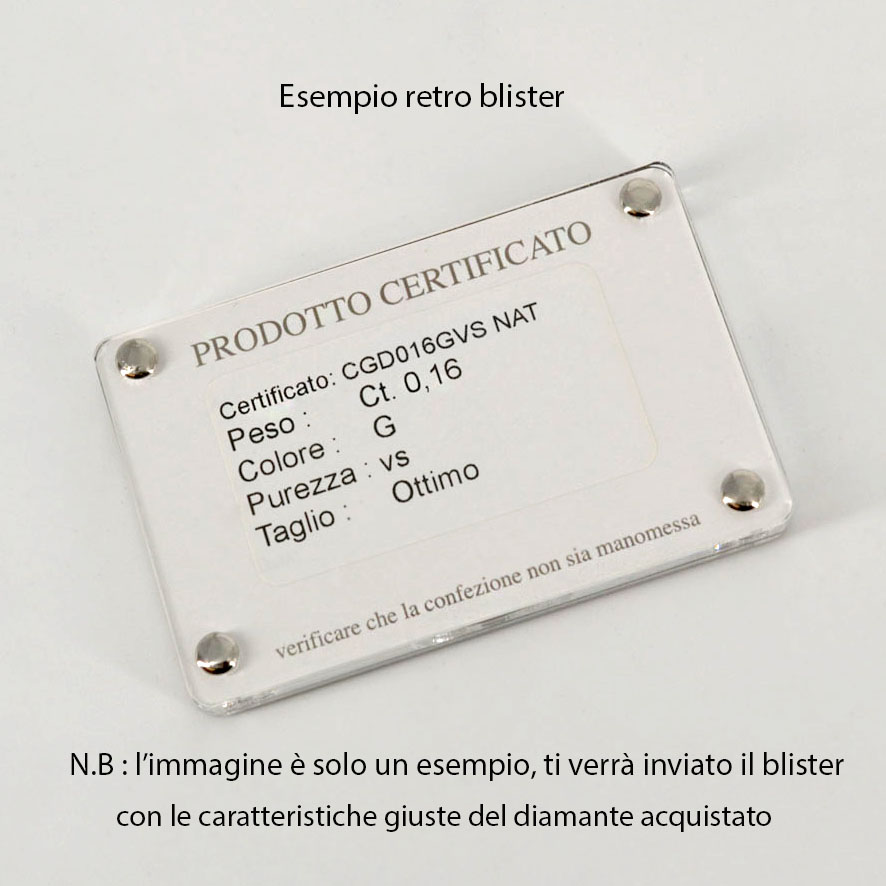 Esempio retro blister
PRODOTTO CERTIFICATO
Certificato: CGD016GVS NAT
Peso : Ct. 0,16
Colore : G
Purezza : vs
Taglio : Ottimo
verificare che la confezione non sia manomessa
N.B : l’immagine è solo un esempio, ti verrà inviato il blister
con le caratteristiche giuste del diamante acquistato